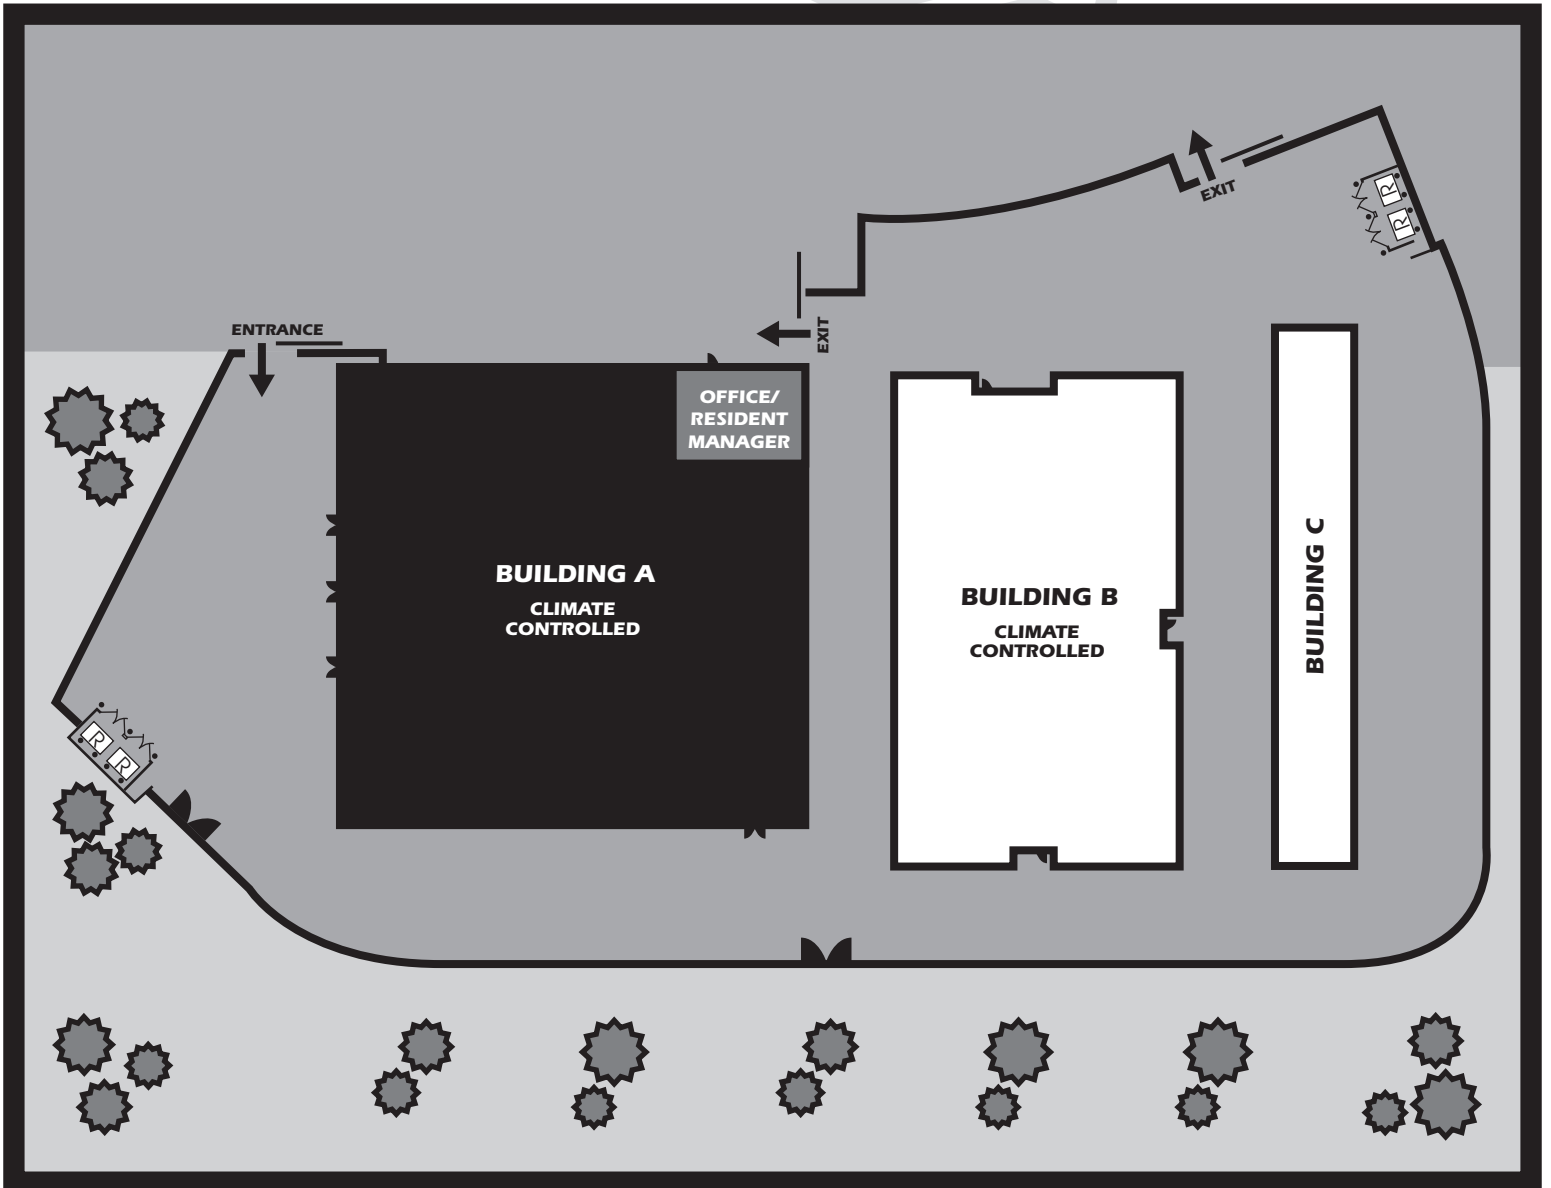 EXIT
R
R
ENTRANCE
EXIT
OFFICE/
RESIDENT
MANAGER
BUILDING A
CLIMATE
CONTROLLED
BUILDING B
CLIMATE
CONTROLLED
BUILDING C
R
R